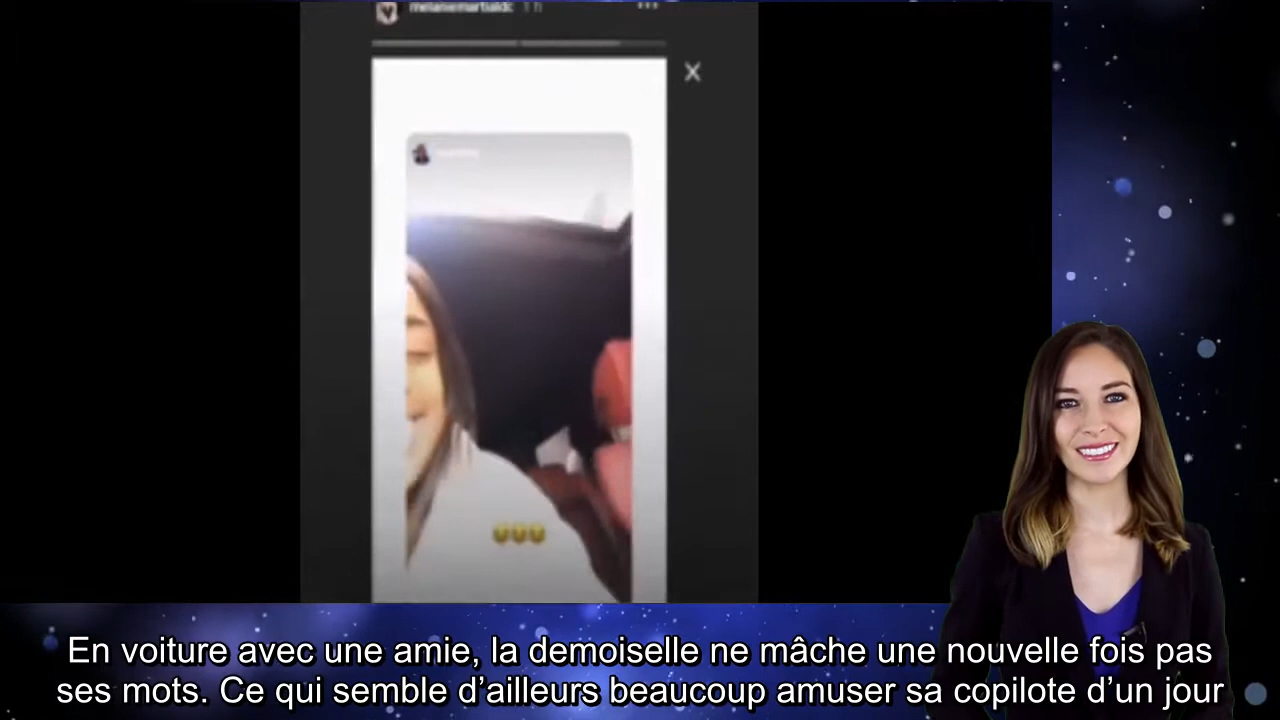 En voiture avec une amie, la demoiselle ne mâche une nouvelle fois pas
ses mots. Ce qui semble d’ailleurs beaucoup amuser sa copilote d’un jour